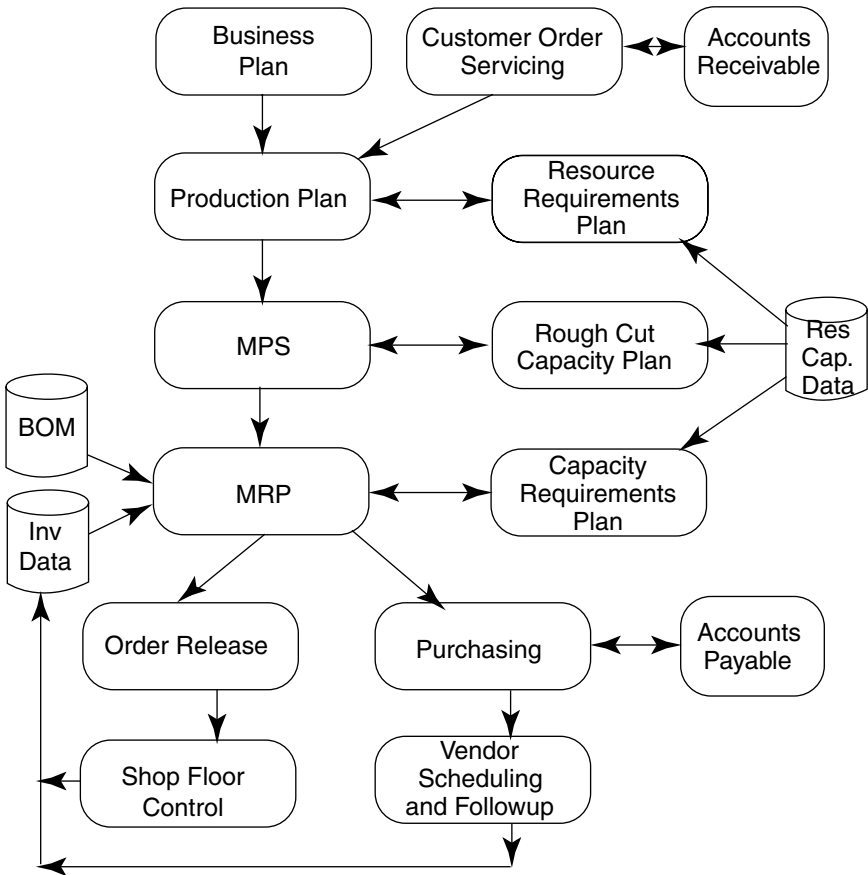 Business
Plan
Customer Order
Servicing
Accounts
Receivable
Production Plan
Resource
Requirements
Plan
MPS
Rough Cut
Capacity Plan
Res
Cap.
Data
BOM
MRP
Capacity
Requirements
Plan
Inv
Data
Order Release
Purchasing
Accounts
Payable
Shop Floor
Control
Vendor
Scheduling
and Followup